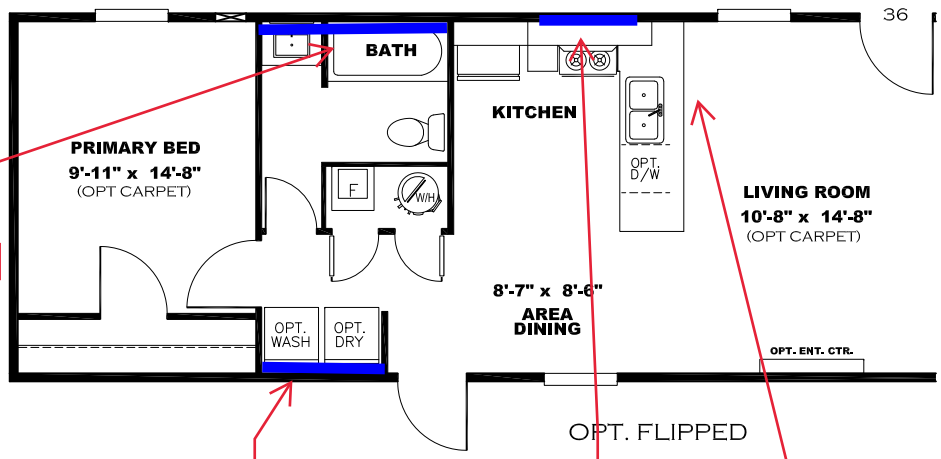 36
BATH
KITCHEN
PRIMARY BED
9'-11" x 14'-8"
(OPT CARPET)
F
W/H
OPT.
D/W
LIVING ROOM
10'-8" x 14'-8"
(OPT CARPET)
8'-7" x 8'-6"
AREA
DINING
OPT.
WASH
OPT.
DRY
OPT. ENT. CTR.
OPT. FLIPPED